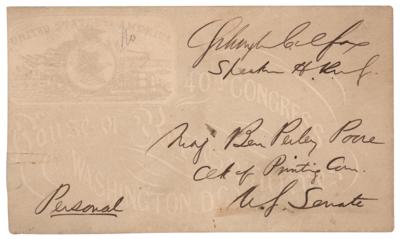 No
Schuyler Colfax
Speaker H. Rep.
UNITED STATES AMERICA
40TH CONGRESS
House of
WASHINGTON D.
Maj. Ben Perley Poore
Clk of Printing Com.
U.S. Senate
Personal